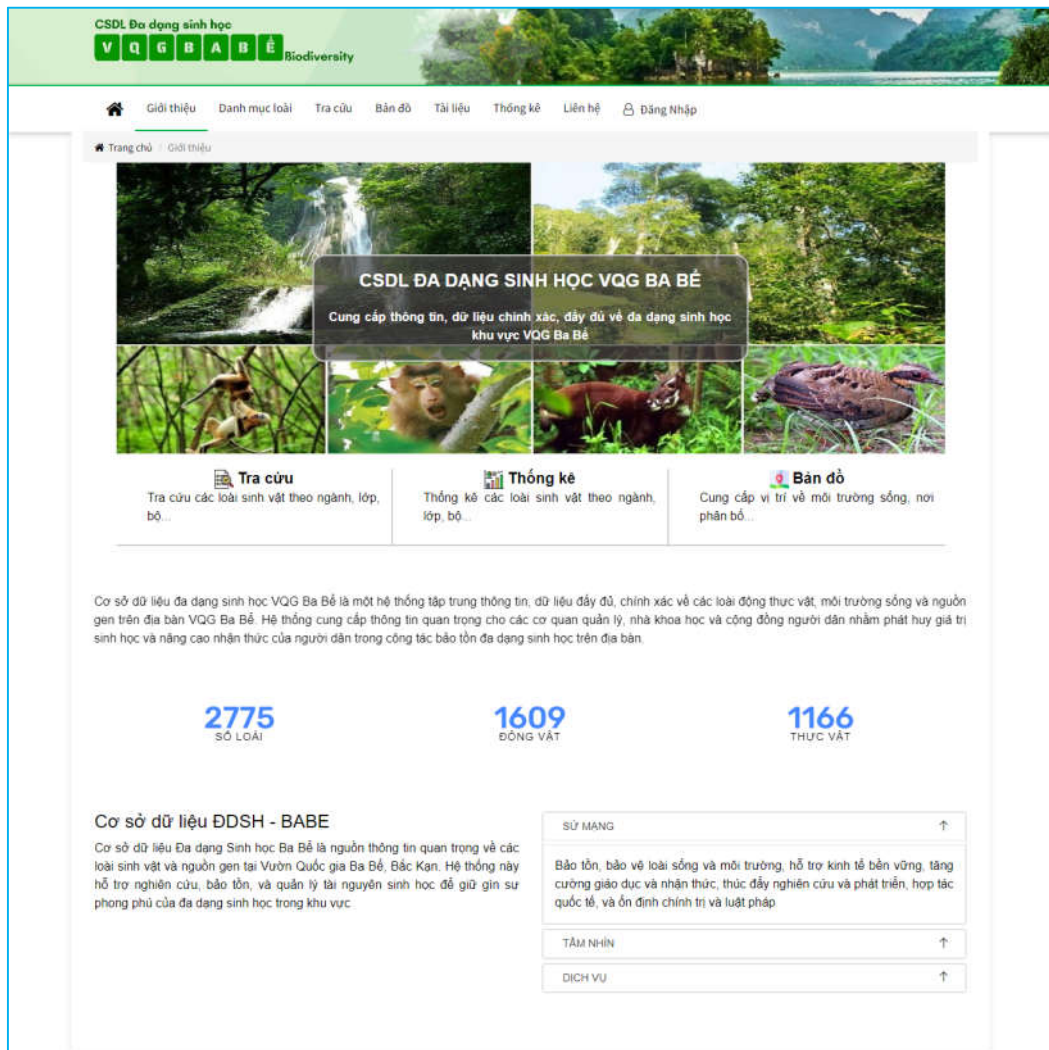 CSDL Đa dạng sinh học
VQGBABỂ Biodiversity
Giới thiệu Danh mục loài Tra cứu Bản đồ Tài liệu Thống kê Liên hệ Đăng Nhập
Trang chủ / Giới thiệu
CSDL ĐA DẠNG SINH HỌC VQG BA BỂ
Cung cấp thông tin, dữ liệu chính xác, đầy đủ về đa dạng sinh học
khu vực VQG Ba Bể
Tra cứu
Tra cứu các loài sinh vật theo ngành, lớp,
bộ...
Thống kê
Thống kê các loài sinh vật theo ngành,
lớp, bộ...
Bản đồ
Cung cấp vị trí về môi trường sống, nơi
phân bố...
Cơ sở dữ liệu đa dạng sinh học VQG Ba Bể là một hệ thống tập trung thông tin, dữ liệu đầy đủ, chính xác về các loài động thực vật, môi trường sống và nguồn
gen trên địa bàn VQG Ba Bể. Hệ thống cung cấp thông tin quan trọng cho các cơ quan quản lý, nhà khoa học và cộng đồng người dân nhằm phát huy giá trị
sinh học và nâng cao nhận thức của người dân trong công tác bảo tồn đa dạng sinh học trên địa bàn.
2775
SỐ LOÀI
1609
ĐỘNG VẬT
1166
THỰC VẬT
Cơ sở dữ liệu ĐDSH - BABE
Cơ sở dữ liệu Đa dạng Sinh học Ba Bể là nguồn thông tin quan trọng về các
loài sinh vật và nguồn gen tại Vườn Quốc gia Ba Bể, Bắc Kạn. Hệ thống này
hỗ trợ nghiên cứu, bảo tồn, và quản lý tài nguyên sinh học để giữ gìn sự
phong phú của đa dạng sinh học trong khu vực
SỨ MẠNG
Bảo tồn, bảo vệ loài sống và môi trường, hỗ trợ kinh tế bền vững, tăng
cường giáo dục và nhận thức, thúc đẩy nghiên cứu và phát triển, hợp tác
quốc tế, và ổn định chính trị và luật pháp
TẦM NHÌN
DỊCH VỤ